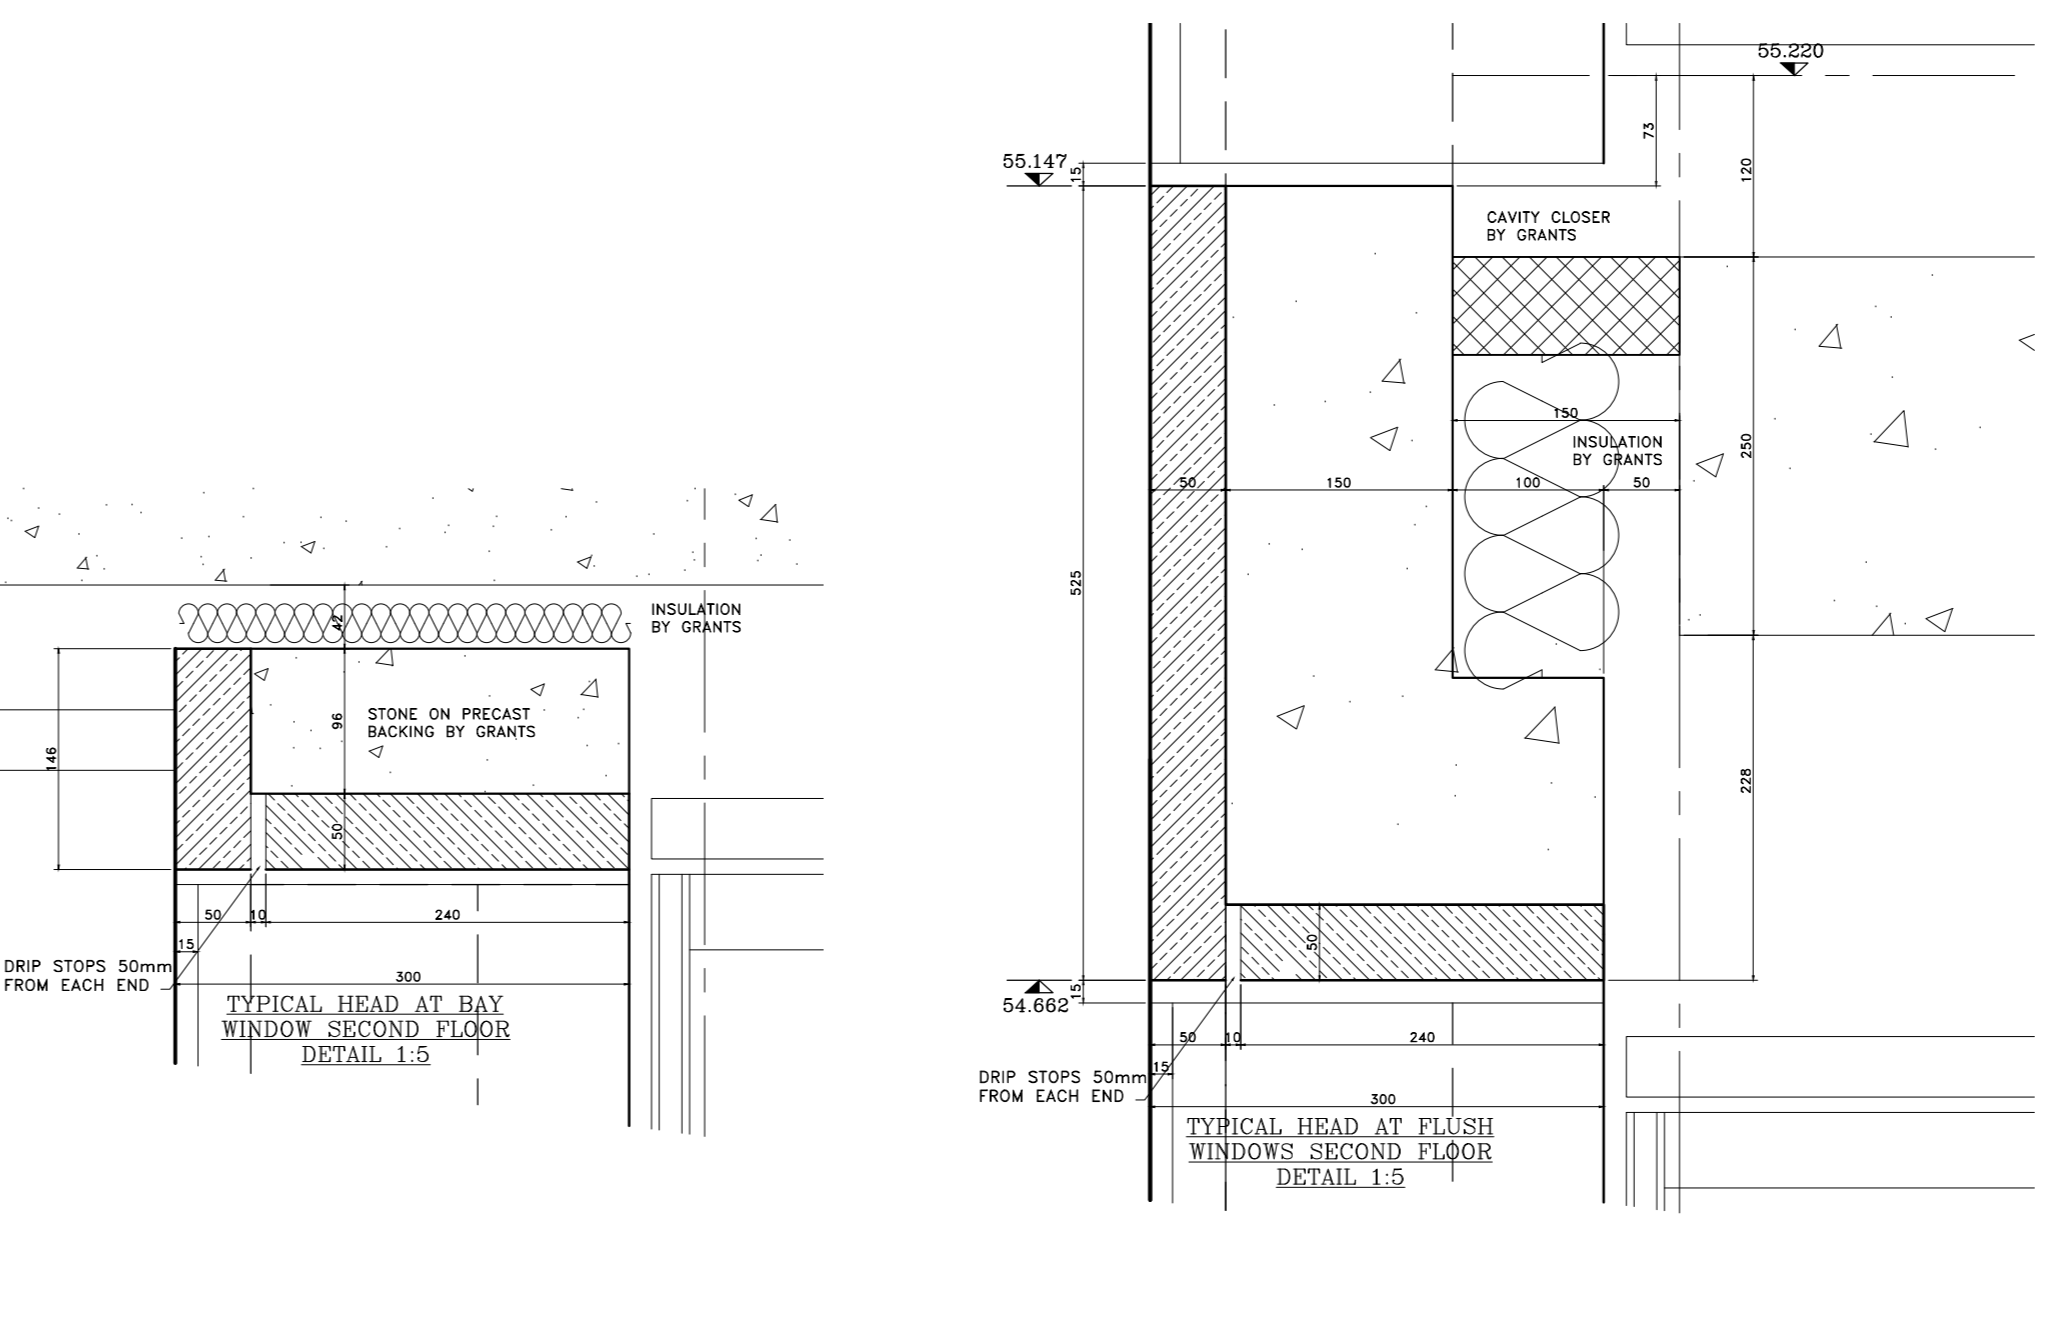 INSULATION
BY GRANTS
42
STONE ON PRECAST
BACKING BY GRANTS
96
146
50
50
10
240
15
300
DRIP STOPS 50mm
FROM EACH END
TYPICAL HEAD AT BAY
WINDOW SECOND FLOOR
DETAIL 1:5
55.220
73
120
55.147
15
CAVITY CLOSER
BY GRANTS
150
INSULATION
BY GRANTS
250
50
150
100
50
525
228
50
15
54.662
50
10
240
15
300
DRIP STOPS 50mm
FROM EACH END
TYPICAL HEAD AT FLUSH
WINDOWS SECOND FLOOR
DETAIL 1:5